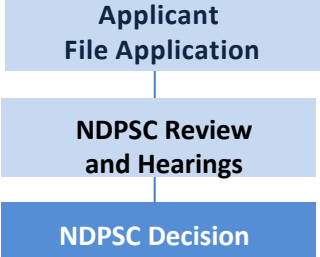 Applicant
File Application
NDPSC Review
and Hearings
NDPSC Decision